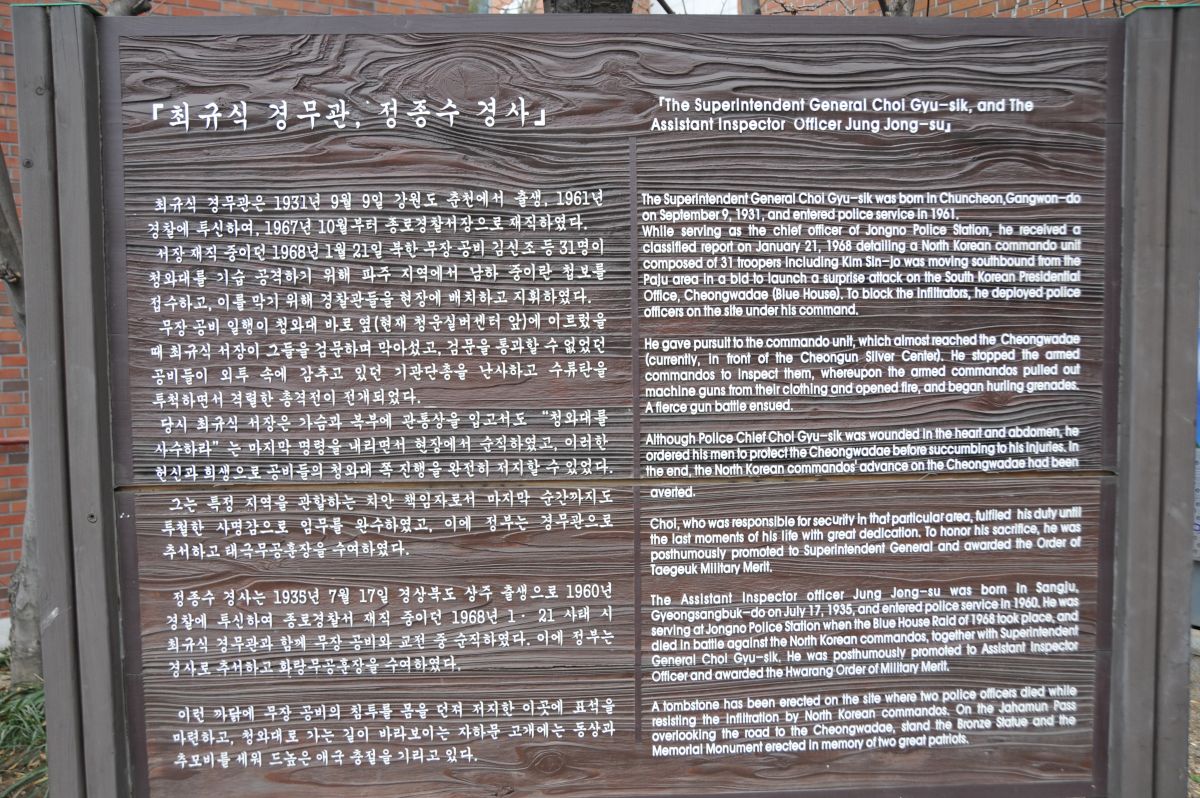 「최규식 경무관, 정종수 경사」
최규식 경무관은 1931년 9월 9일 강원도 춘천에서 출생, 1961년
경찰에 투신하여, 1967년 10월부터 종로경찰서장으로 재직하였다.
서장 재직 중이던 1968년 1월 21일 북한 무장 공비 김신조 등 31명이
청와대를 기습 공격하기 위해 파주 지역에서 남하 중이란 첩보를
접수하고, 이를 막기 위해 경찰관들을 현장에 배치하고 지휘하였다.
무장 공비 일행이 청와대 바로 옆(현재 청운실버센터 앞)에 이르렀을
때 최규식 서장이 그들을 검문하며 막아섰고, 검문을 통과할 수 없었던
공비들이 외투 속에 감추고 있던 기관단총을 난사하고 수류탄을
투척하면서 격렬한 총격전이 전개되었다.
당시 최규식 서장은 가슴과 복부에 관통상을 입고서도 "청와대를
사수하라" 는 마지막 명령을 내리면서 현장에서 순직하였고, 이러한
헌신과 희생으로 공비들의 청와대 쪽 진행을 완전히 저지할 수 있었다.
그는 특정 지역을 관할하는 치안 책임자로서 마지막 순간까지도
투철한 사명감으로 임무를 완수하였고, 이에 정부는 경무관으로
추서하고 태극무공훈장을 수여하였다.
정종수 경사는 1935년 7월 17일 경상북도 상주 출생으로 1960년
경찰에 투신하여 종로경찰서 재직 중이던 1968년 1· 21 사태 시
최규식 경무관과 함께 무장 공비와 교전 중 순직하였다. 이에 정부는
경사로 추서하고 화랑무공훈장을 수여하였다,
이런 까닭에 무장 공비의 침투를 몸을 던져 저지한 이곳에 표석을
마련하고, 청와대로 가는 길이 바라보이는 자하문 고개에는 동상과
추모비를 세워 드높은 애국 충절을 기리고 있다.
「The Superintendent General Choi Gyu-sik, and The
Assistant Inspector Officer Jung Jong-su」
The Superintendent General Choi Gyu-sik was born in Chuncheon,Gangwon-do
on September 9, 1931, and entered police service in 1961.
While serving as the chief officer of Jongno Police Station, he received a
classified report on January 21, 1968 detailing a North Korean commando unit
composed of 31 troopers including Kim Sin-jo was moving southbound from the
Paju area in a bid to launch a surprise attack on the South Korean Presidential
Office, Cheongwadae (Blue House). To block the infiltrators, he deployed police
officers on the site under his command.
He gave pursuit to the commando unit, which almost reached the Cheongwadae
(currently, in front of the Cheongun Silver Center). He stopped the armed
commandos to inspect them, whereupon the armed commandos pulled out
machine guns from their clothing and opened fire, and began hurling grenades.
A fierce gun battle ensued.
Although Police Chief Choi Gyu-sik was wounded in the heart and abdomen, he
ordered his men to protect the Cheongwadae before succumbing to his injuries. In
the end, the North Korean commandos' advance on the Cheongwadae had been
averted.
Choi, who was responsible for security in that particular area, fulfiled his duty until
the last moments of his life with great dedication. To honor his sacrifice, he was
posthumously promoted to Superintendent General and awarded the Order of
Taegeuk Military Merit.
The Assistant Inspector officer Jung Jong-su was born in Sangju,
Gyeongsangbuk-do on July 17, 1935, and entered police service in 1960. He was
serving at Jongno Police Station when the Blue House Raid of 1968 took place, and
died in battle against the North Korean commandos, together with Superintendent
General Choi Gyu-sik. He was posthumously promoted to Assistant Inspector
Officer and awarded the Hwarang Order of Military Merit.
A tombstone has been erected on the site where two police officers died while
resisting the infiltration by North Korean commandos. On the Jahamun Pass
overlooking the road to the Cheongwadae, stand the Bronze Statue and the
Memorial Monument erected in memory of two great patriots.